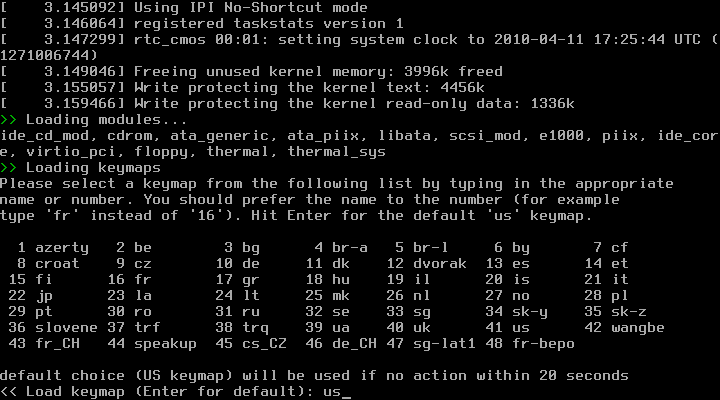 [    3.145092] Using IPI No-Shortcut mode
[    3.146064] registered taskstats version 1
[    3.147299] rtc_cmos 00:01: setting system clock to 2010-04-11 17:25:44 UTC (
1271006744)
[    3.149046] Freeing unused kernel memory: 3996k freed
[    3.155057] Write protecting the kernel text: 4456k
[    3.159466] Write protecting the kernel read-only data: 1336k
>> Loading modules...
ide_cd_mod, cdrom, ata_generic, ata_piix, libata, scsi_mod, e1000, piix, ide_cor
e, virtio_pci, floppy, thermal, thermal_sys
>> Loading keymaps
Please select a keymap from the following list by typing in the appropriate
name or number. You should prefer the name to the number (for example
type 'fr' instead of '16'). Hit Enter for the default 'us' keymap.
1 azerty 2 be 3 bg 4 br-a 5 br-l 6 by 7 cf
8 croat 9 cz 10 de 11 dk 12 dvorak 13 es 14 et
15 fi 16 fr 17 gr 18 hu 19 il 20 is 21 it
22 jp 23 la 24 lt 25 mk 26 nl 27 no 28 pl
29 pt 30 ro 31 ru 32 se 33 sg 34 sk-y 35 sk-z
36 slovene 37 trf 38 trq 39 ua 40 uk 41 us 42 wangbe
43 fr_CH 44 speakup 45 cs_CZ 46 de_CH 47 sg-lat1 48 fr-bepo
default choice (US keymap) will be used if no action within 20 seconds
<< Load keymap (Enter for default): us_